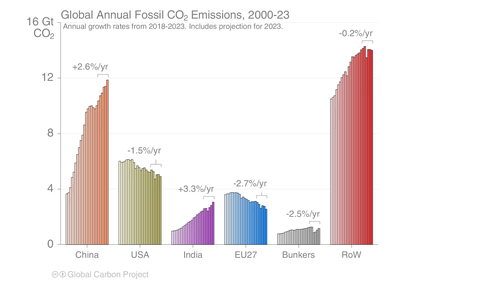 Global Annual Fossil CO₂ Emissions, 2000-23
Annual growth rates from 2018-2023. Includes projection for 2023.
16 Gt
CO₂
12
8
4
0
+2.6%/yr
-1.5%/yr
+3.3%/yr
-2.7%/yr
-2.5%/yr
-0.2%/yr
China
USA
India
EU27
Bunkers
RoW
Global Carbon Project